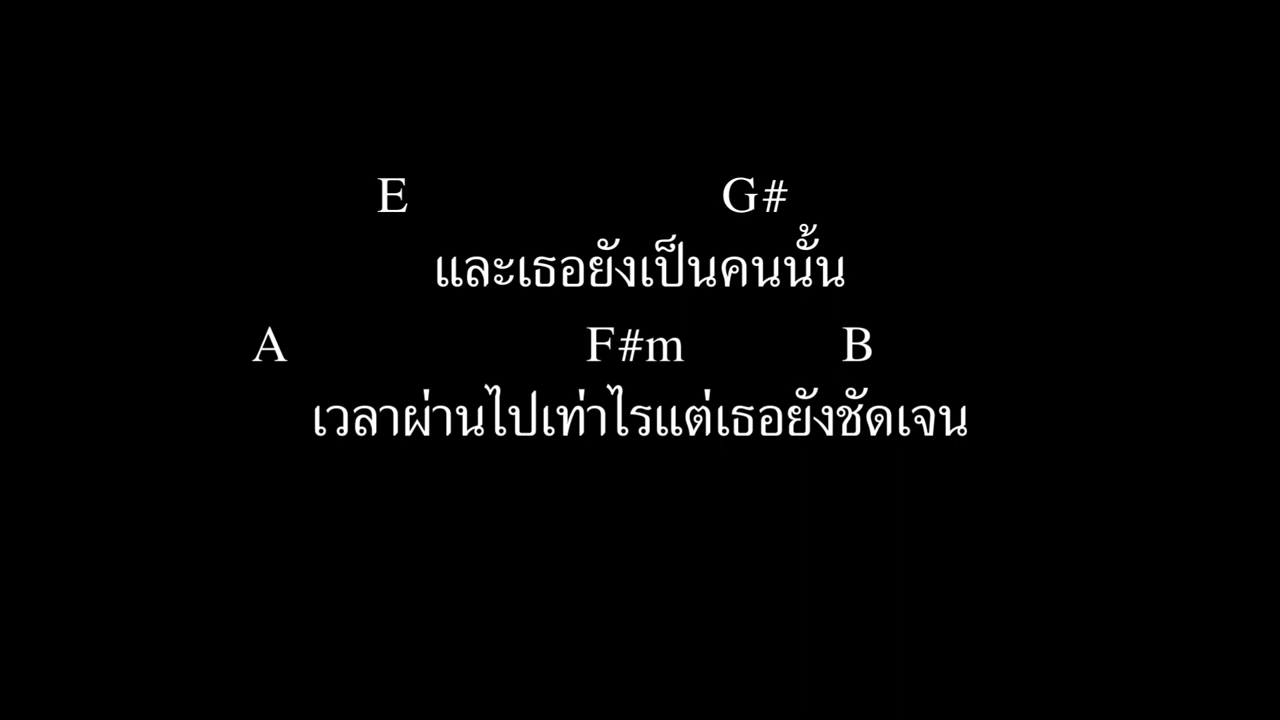 E G#
และเธอยังเป็นคนนั้น
A F#m B
เวลาผ่านไปเท่าไรแต่เธอยังชัดเจน